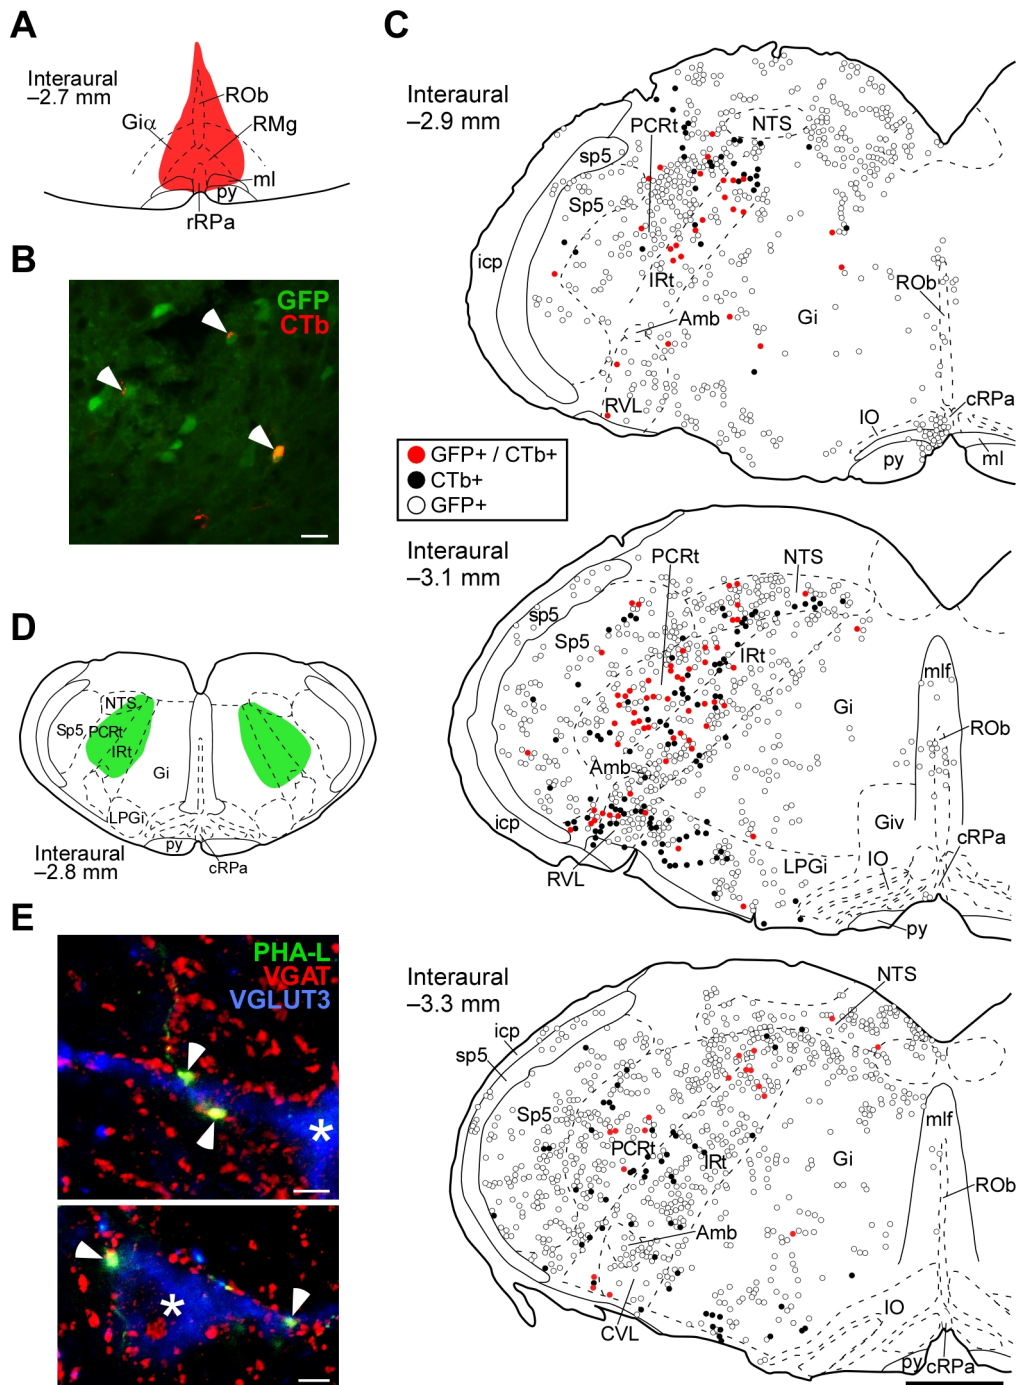 A
Interaural
–2.7 mm
ROb
Giα
RMg
ml
py
rRPa
B
GFP
CTb
C
Interaural
–2.9 mm
PCRt
NTS
sp5
Sp5
icp
IRt
Amb
Gi
ROb
RVL
cRPa
IO
py
ml
GFP+ / CTb+
CTb+
GFP+
Interaural
–3.1 mm
PCRt
NTS
sp5
Sp5
IRt
mlf
Gi
ROb
Amb
icp
Giv
cRPa
IO
LPGi
RVL
py
D
NTS
Sp5
PCRt
IRt
Gi
LPGi
py
Interaural
–2.8 mm
cRPa
E
PHA-L
VGAT
VGLUT3
*
*
Interaural
–3.3 mm
NTS
icp
sp5
Sp5
mlf
PCRt
IRt
Gi
ROb
Amb
IO
CVL
py
cRPa